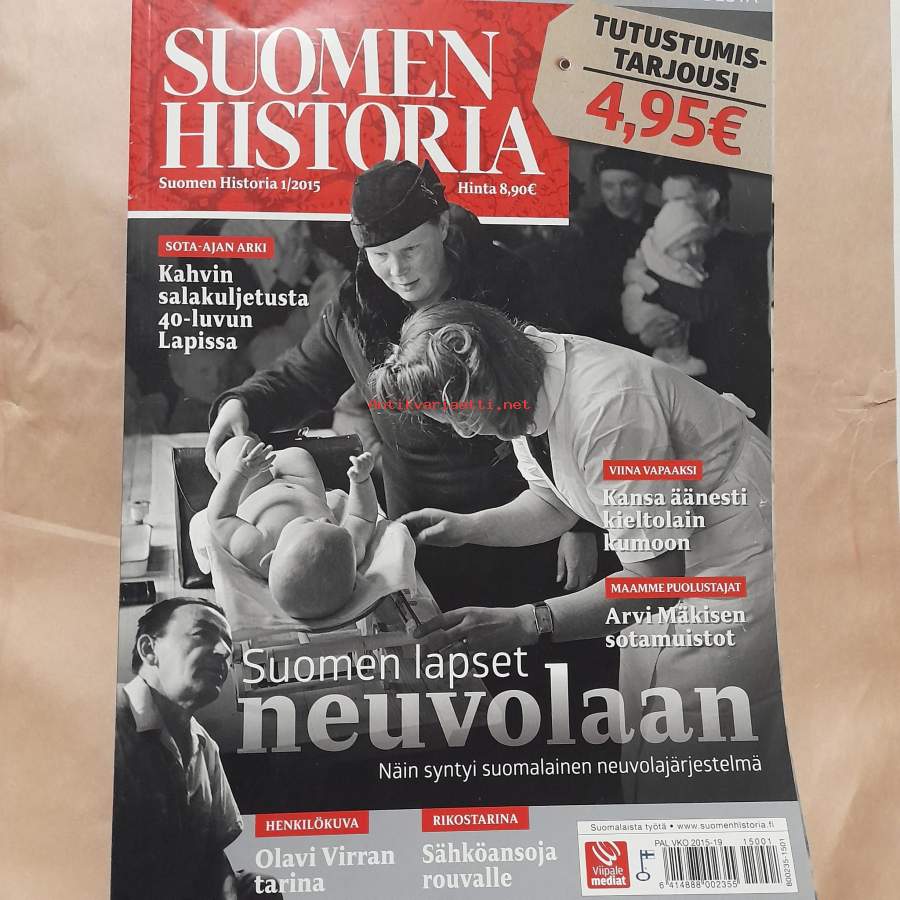 TUTUSTUMIS-
TARJOUS!
4,95€
SUOMEN
HISTORIA
Suomen Historia 1/2015
Hinta 8,90€
SOTA-AJAN ARKI
Kahvin
salakuljetusta
40-luvun
Lapissa
antikvariaatti.net
VIINA VAPAAKSI
Kansa äänesti
kieltolain
kumoon
MAAMME PUOLUSTAJAT
Arvi Mäkisen
sotamuistot
Suomen lapset
neuvolaan
Näin syntyi suomalainen neuvolajärjestelmä
HENKILÖKUVA
Olavi Virran
tarina
RIKOSTARINA
Sähköansoja
rouvalle
Suomalaista työtä • www.suomenhistoria.fi
Viipale
mediat
PAL VKO 2015-19
15001
6 414888 002355
600235-1501